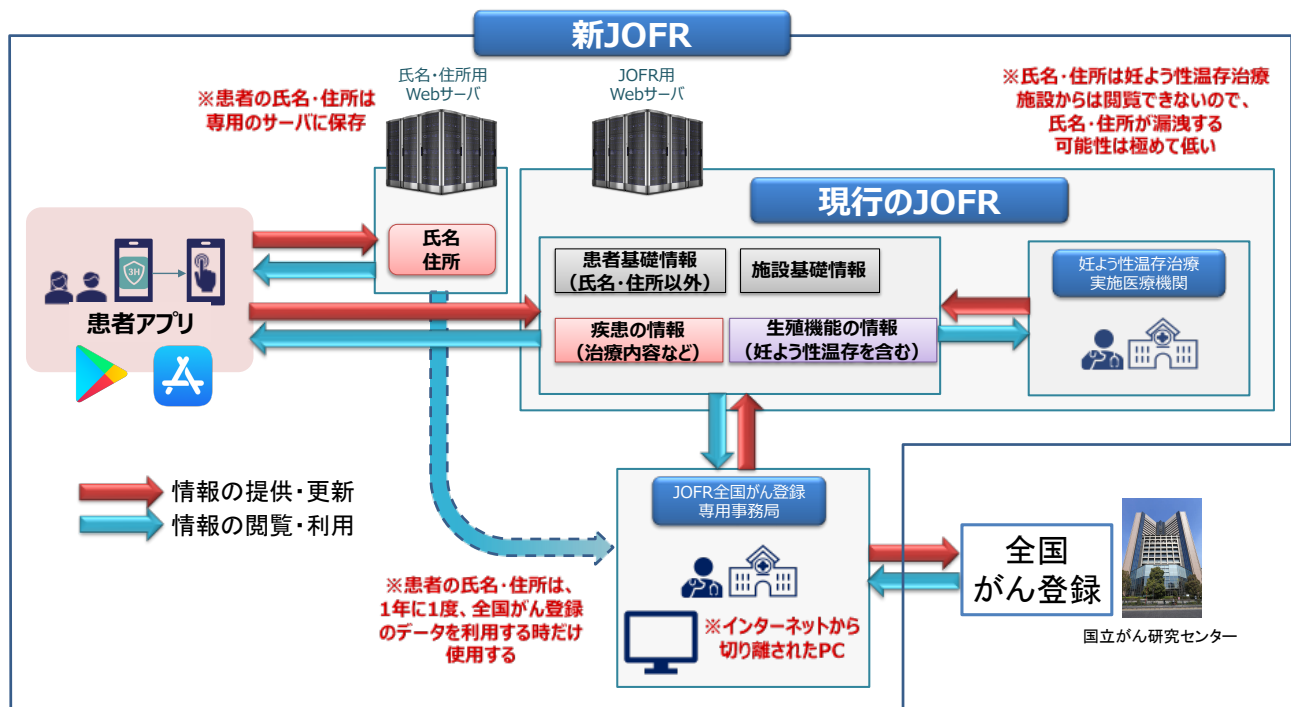 新JOFR
氏名・住所用
Webサーバ
JOFR用
Webサーバ
※患者の氏名・住所は
専用のサーバに保存
※氏名・住所は妊よう性温存治療
施設からは閲覧できないので、
氏名・住所が漏洩する
可能性は極めて低い
現行のJOFR
氏名
住所
患者基礎情報
（氏名・住所以外）
施設基礎情報
妊よう性温存治療
実施医療機関
3H
患者アプリ
疾患の情報
（治療内容など）
生殖機能の情報
（妊よう性温存を含む）
情報の提供・更新
情報の閲覧・利用
JOFR全国がん登録
専用事務局
※患者の氏名・住所は、
1年に1度、全国がん登録
のデータを利用する時だけ
使用する
※インターネットから
切り離されたPC
全国
がん登録
国立がん研究センター